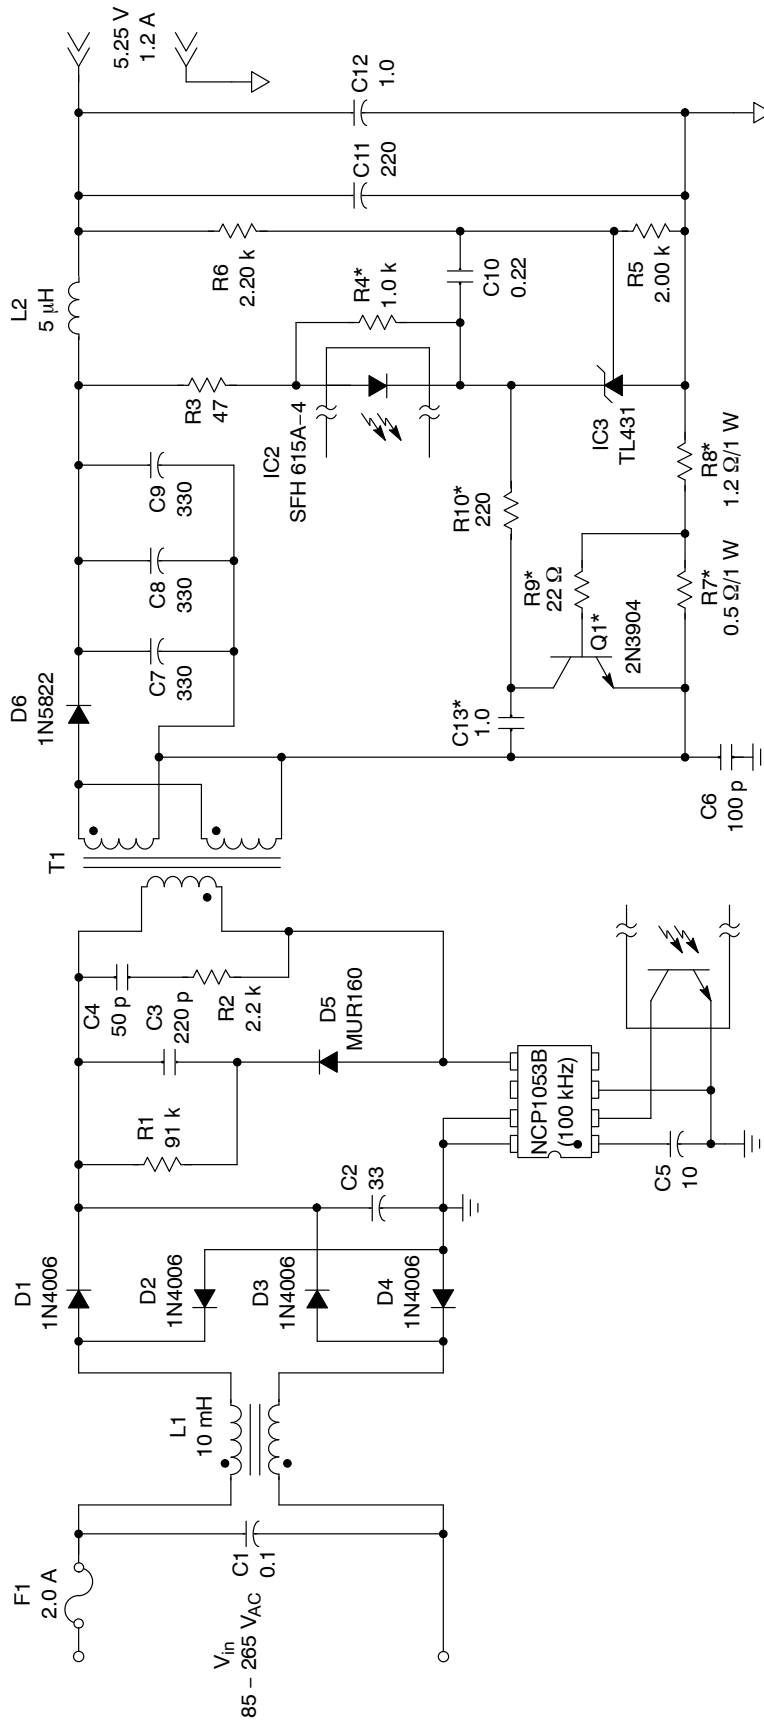 F1
2.0 A
V<sub>in</sub>
85 – 265 V<sub>AC</sub>
C1
0.1
L1
10 mH
D1
1N4006
D2
1N4006
D3
1N4006
D4
1N4006
C2
33
R1
91 k
C4
50 p
C3
220 p
R2
2.2 k
D5
MUR160
NCP1053B
(100 kHz)
C5
10
T1
D6
1N5822
C7
330
C8
330
C9
330
L2
5 μH
5.25 V
1.2 A
R3
47
R6
2.20 k
C11
220
C12
1.0
IC2
SFH 615A–4
R4*
1.0 k
C10
0.22
R10*
220
C13*
1.0
R9*
22 Ω
Q1*
2N3904
IC3
TL431
R5
2.00 k
C6
100 p
R7*
0.5 Ω/1 W
R8*
1.2 Ω/1 W